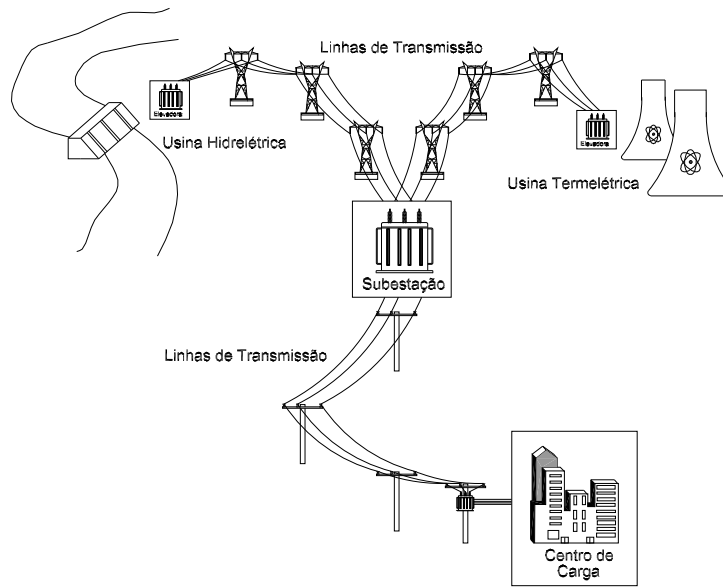 Linhas de Transmissão
Elevadora
Usina Hidrelétrica
Elevadora
Usina Termelétrica
Subestação
Linhas de Transmissão
Centro de
Carga